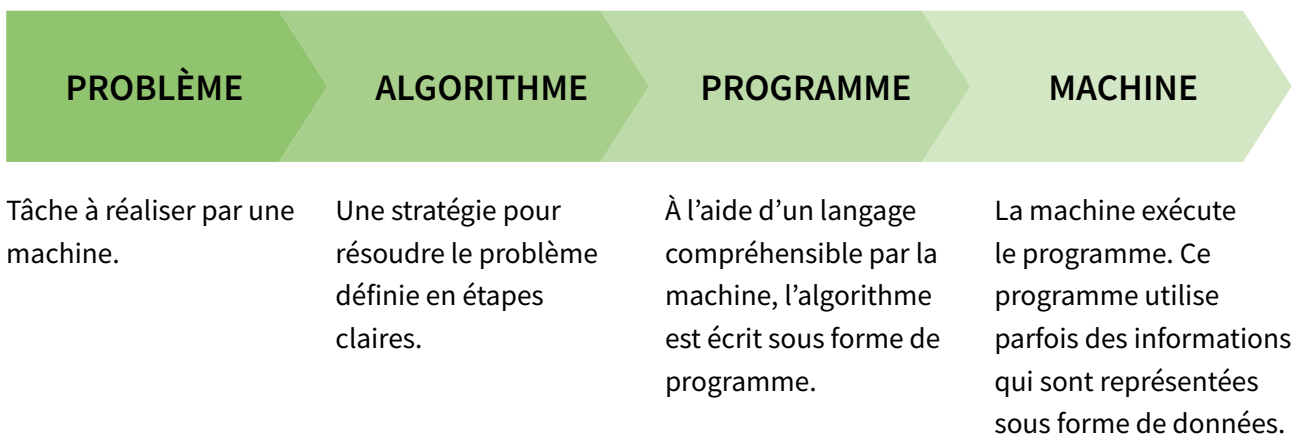 PROBLÈME
ALGORITHME
PROGRAMME
MACHINE
Tâche à réaliser par une
machine.
Une stratégie pour
résoudre le problème
définie en étapes
claires.
À l’aide d’un langage
compréhensible par la
machine, l’algorithme
est écrit sous forme de
programme.
La machine exécute
le programme. Ce
programme utilise
parfois des informations
qui sont représentées
sous forme de données.